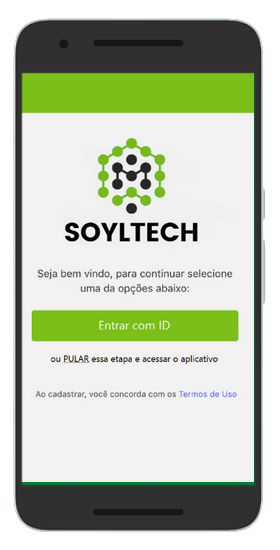 SOYLTECH
Seja bem vindo, para continuar selecione
uma da opções abaixo:
Entrar com ID
ou PULAR essa etapa e acessar o aplicativo
Ao cadastrar, você concorda com os Termos de Uso